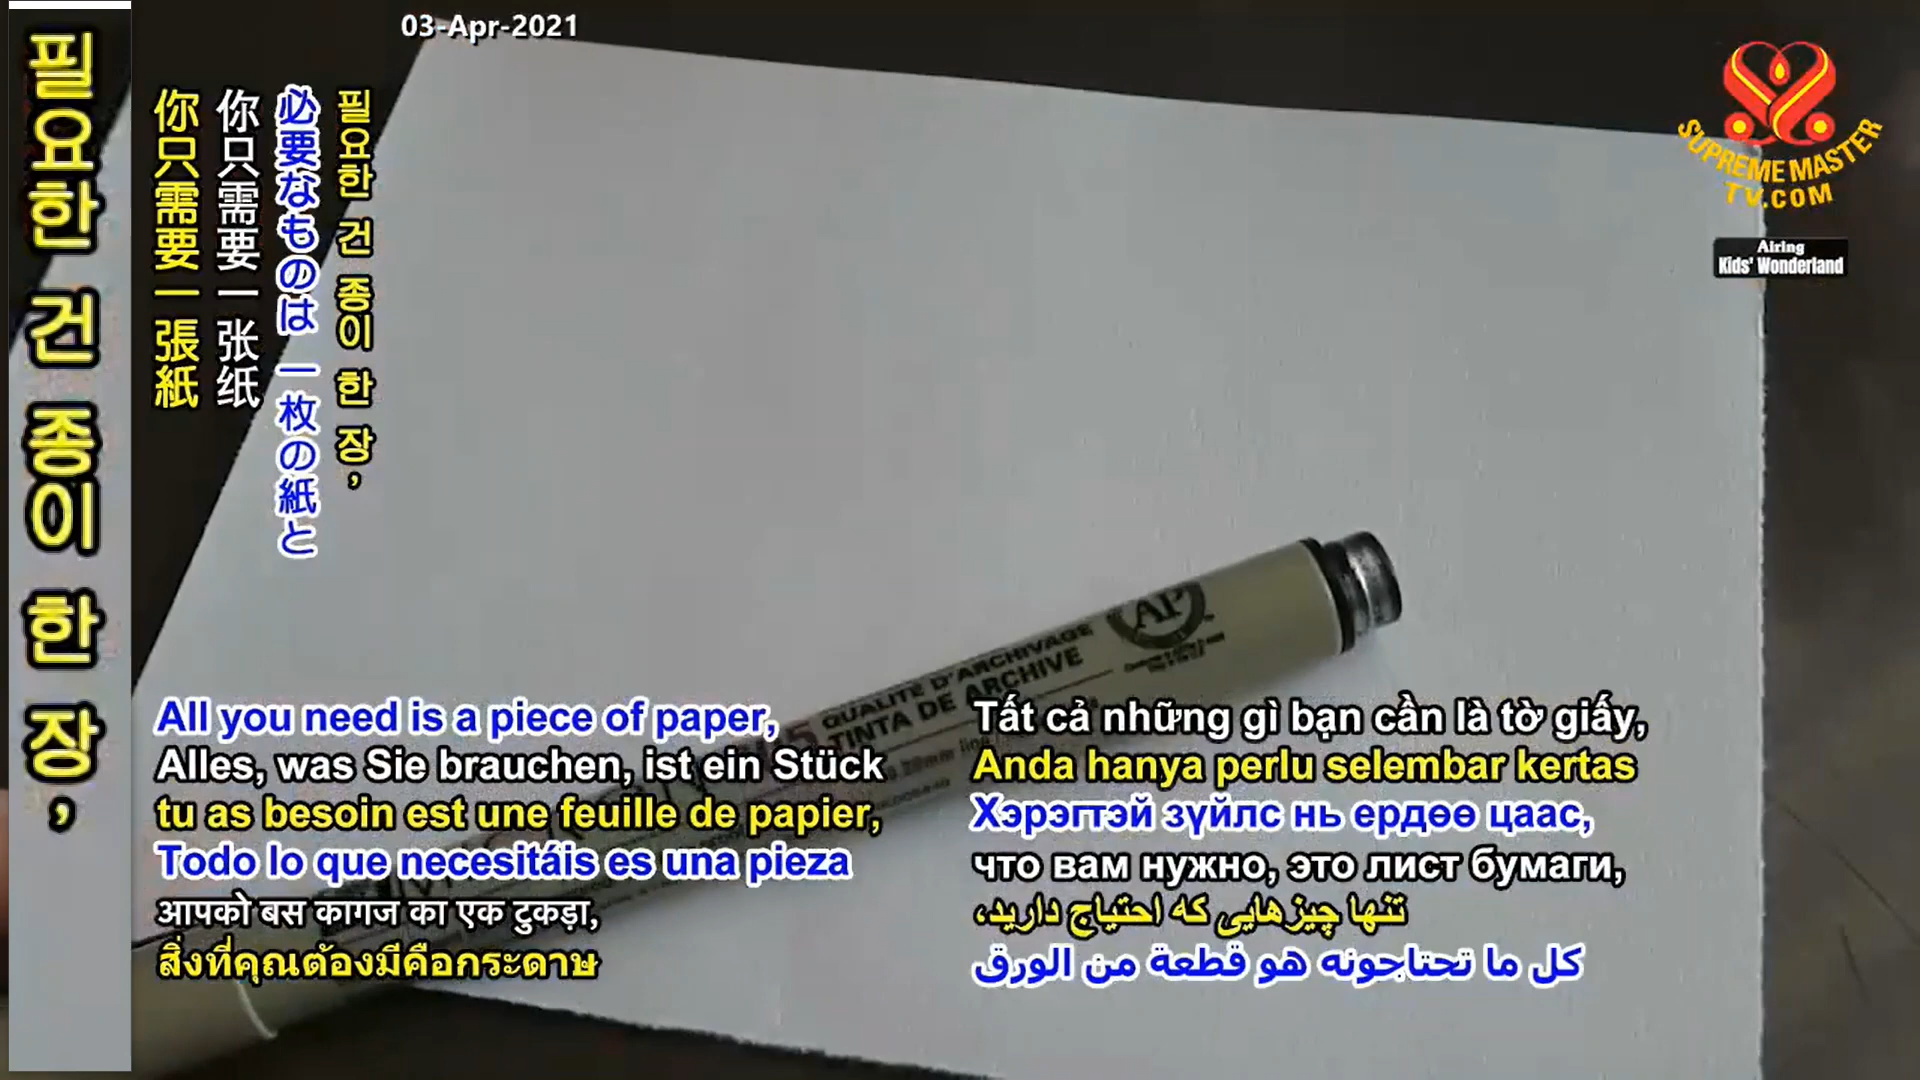 03-Apr-2021
SUPREME MASTER
TV.COM
Airing
Kids' Wonderland
필요한 건 종이 한 장,
你只需要一張紙
你只需要一张纸
必要なものは 一枚の紙と
필요한 건 종이 한 장,
QUALITÉ D'ARCHIVAGE
TINTA DE ARCHIVE
AP
All you need is a piece of paper,
Alles, was Sie brauchen, ist ein Stück
tu as besoin est une feuille de papier,
Todo lo que necesitáis es una pieza
आपको बस कागज का एक टुकड़ा,
สิ่งที่คุณต้องมีคือกระดาษ
Tất cả những gì bạn cần là tờ giấy,
Anda hanya perlu selembar kertas
Хэрэгтэй зүйлс нь ердөө цаас,
что вам нужно, это лист бумаги,
تنها چیزهایی که احتیاج دارید،
كل ما تحتاجونه هو قطعة من الورق